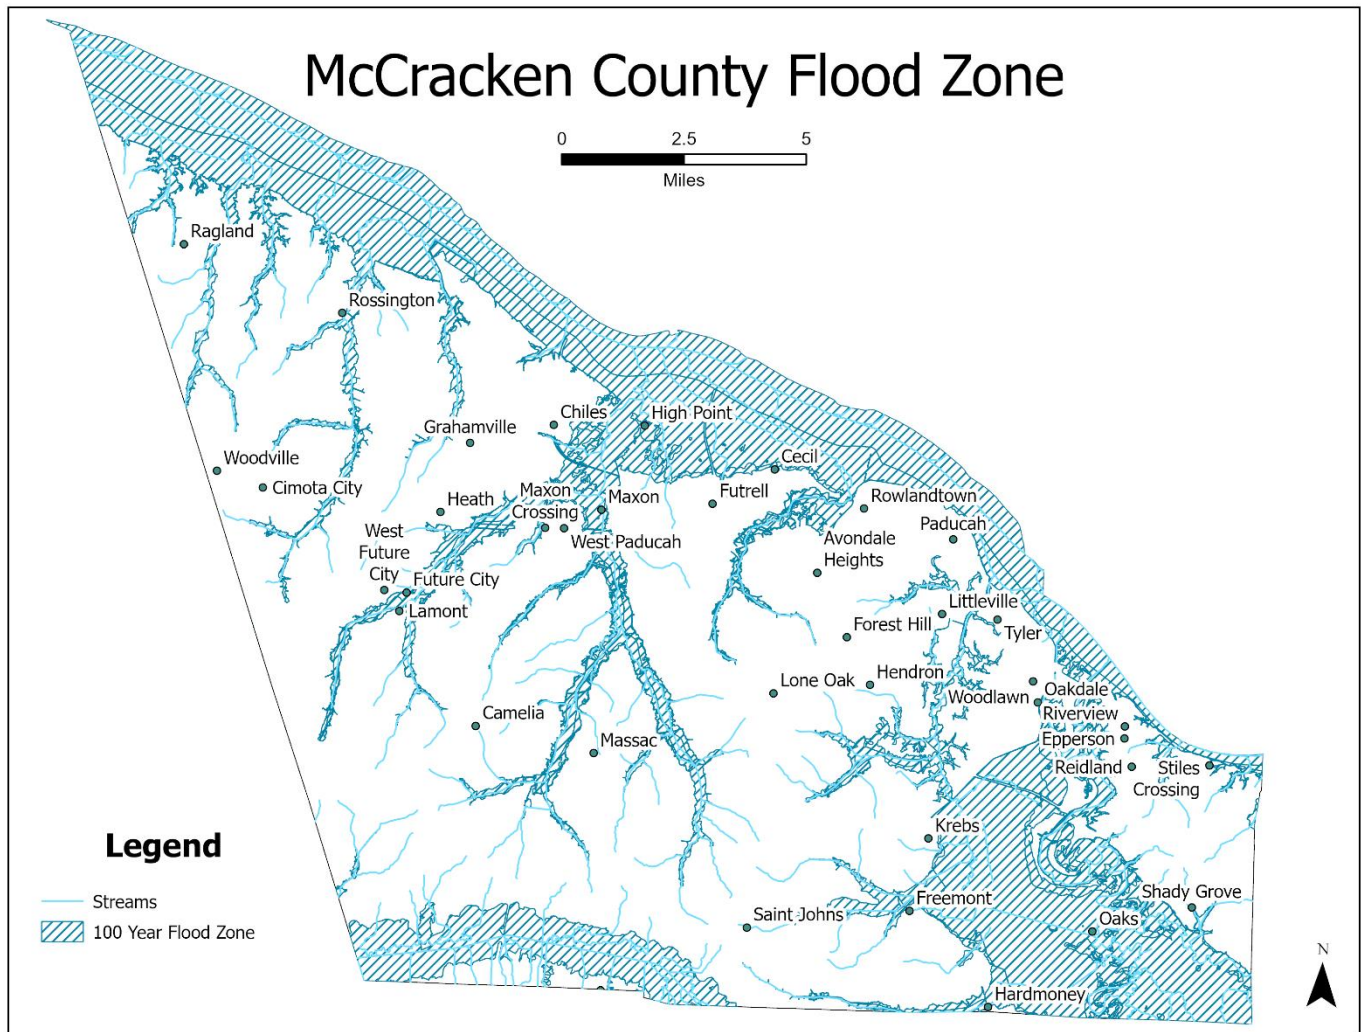 McCracken County Flood Zone
0 2.5 5
Miles
Ragland
Rossington
Chiles
High Point
Grahamville
Woodville
Cecil
Cimota City
Heath
Maxon
Crossing
Maxon
Futrell
Rowlandtown
Paducah
West
Future
City
West Paducah
Avondale
Heights
Future City
Lamont
Littleville
Forest Hill
Tyler
Lone Oak
Hendron
Woodlawn
Oakdale
Camelia
Riverview
Massac
Epperson
Reidland
Stiles
Crossing
Krebs
Legend
Streams
100 Year Flood Zone
Saint Johns
Freemont
Shady Grove
Oaks
Hardmoney
N